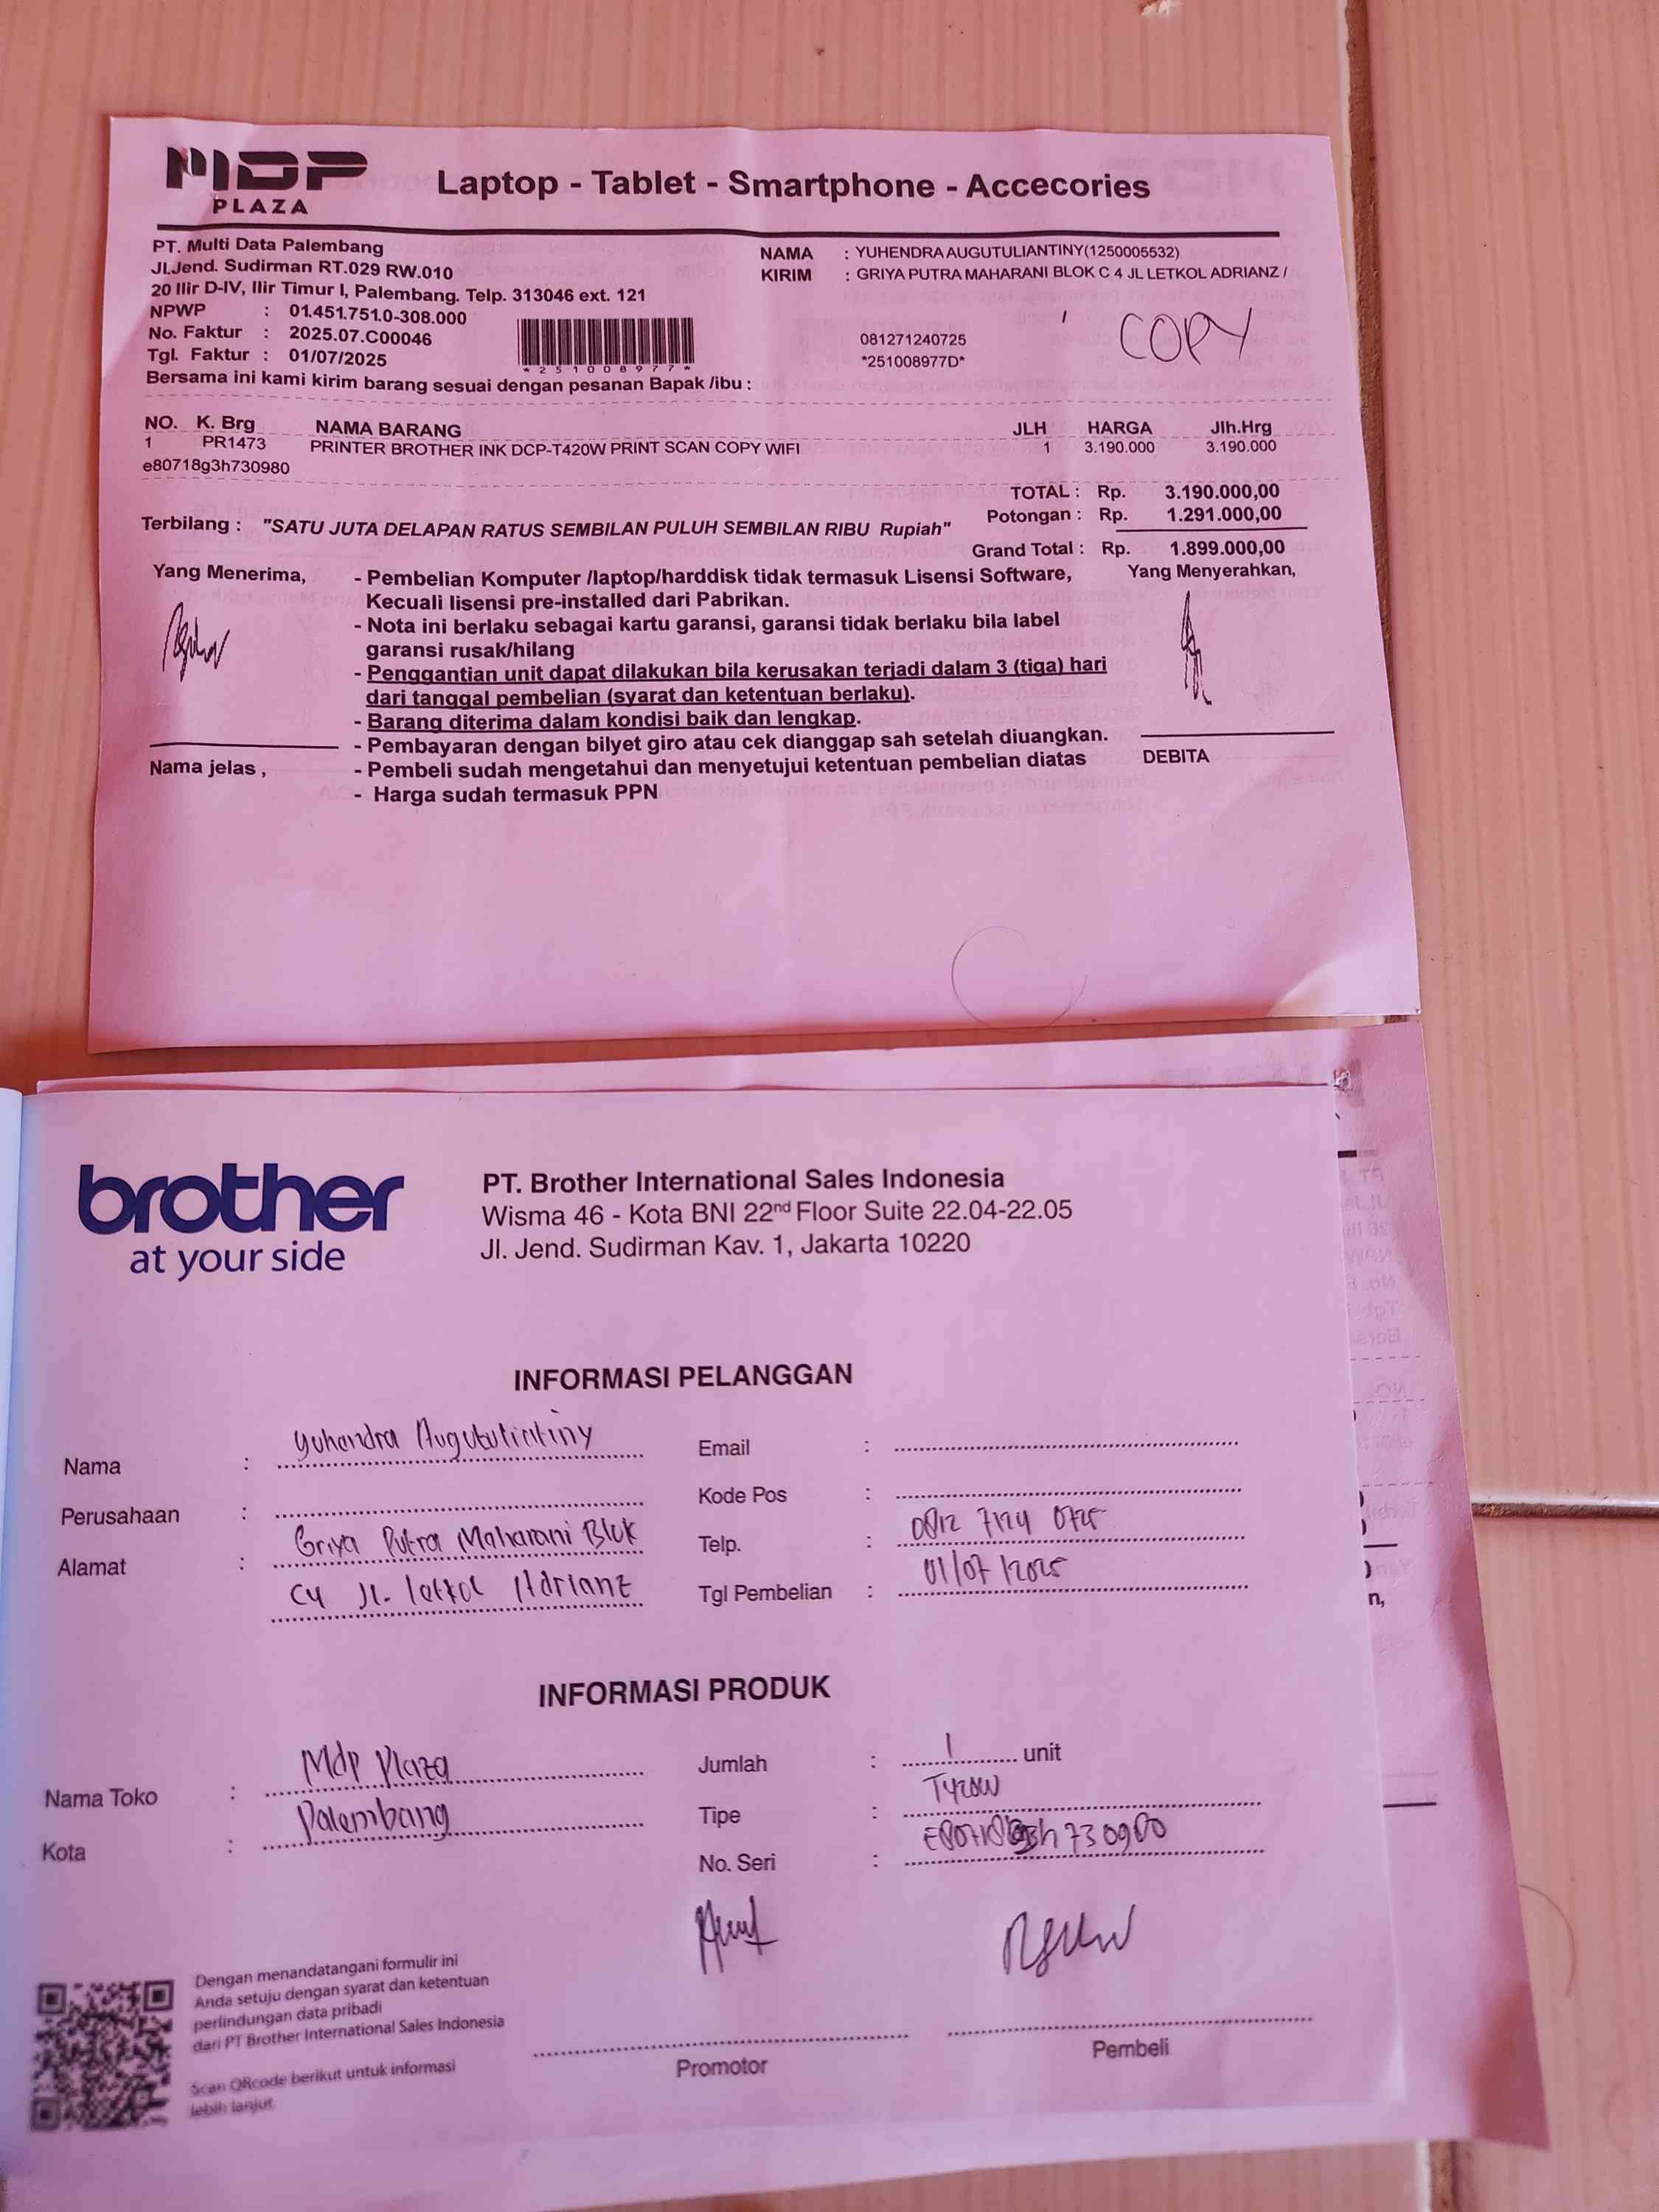 MDP PLAZA
Laptop - Tablet - Smartphone - Accecories
PT. Multi Data Palembang
Jl.Jend. Sudirman RT.029 RW.010
20 Ilir D-IV, Ilir Timur I, Palembang. Telp. 313046 ext. 121
NPWP : 01.451.751.0-308.000
No. Faktur : 2025.07.C00046
Tgl. Faktur : 01/07/2025
*251008977*
NAMA : YUHENDRA AUGUTULIANTINY(1250005532)
KIRIM : GRIYA PUTRA MAHARANI BLOK C 4 JL LETKOL ADRIANZ /
/
COPY
081271240725
*251008977D*
Bersama ini kami kirim barang sesuai dengan pesanan Bapak /ibu :
NO. K. Brg NAMA BARANG JLH HARGA Jlh.Hrg
1 PR1473 PRINTER BROTHER INK DCP-T420W PRINT SCAN COPY WIFI 1 3.190.000 3.190.000
e80718g3h730980
TOTAL : Rp. 3.190.000,00
Terbilang : "SATU JUTA DELAPAN RATUS SEMBILAN PULUH SEMBILAN RIBU Rupiah"
Potongan : Rp. 1.291.000,00
Grand Total : Rp. 1.899.000,00
Yang Menerima,
- Pembelian Komputer /laptop/harddisk tidak termasuk Lisensi Software,
Kecuali lisensi pre-installed dari Pabrikan.
- Nota ini berlaku sebagai kartu garansi, garansi tidak berlaku bila label
garansi rusak/hilang
- Penggantian unit dapat dilakukan bila kerusakan terjadi dalam 3 (tiga) hari
dari tanggal pembelian (syarat dan ketentuan berlaku).
- Barang diterima dalam kondisi baik dan lengkap.
- Pembayaran dengan bilyet giro atau cek dianggap sah setelah diuangkan.
- Pembeli sudah mengetahui dan menyetujui ketentuan pembelian diatas
- Harga sudah termasuk PPN
Yang Menyerahkan,
Nama jelas ,
DEBITA
brother
at your side
PT. Brother International Sales Indonesia
Wisma 46 - Kota BNI 22nd Floor Suite 22.04-22.05
Jl. Jend. Sudirman Kav. 1, Jakarta 10220
INFORMASI PELANGGAN
Nama : Yuhendra Augutuliatiny
Perusahaan :
Alamat : Griya Putra Maharani Blok
C4 Jl. letkol Adrianz
Email :
Kode Pos :
Telp. : 0812 7124 0725
Tgl Pembelian : 01/07/2025
INFORMASI PRODUK
Nama Toko : Mdp Plaza
Kota : Palembang
Jumlah : 1 unit
Tipe : T420W
No. Seri : E80718g3h730980
Dengan menandatangani formulir ini
Anda setuju dengan syarat dan ketentuan
perlindungan data pribadi
dari PT Brother International Sales Indonesia
Scan QRcode berikut untuk informasi
lebih lanjut.
Promotor
Pembeli